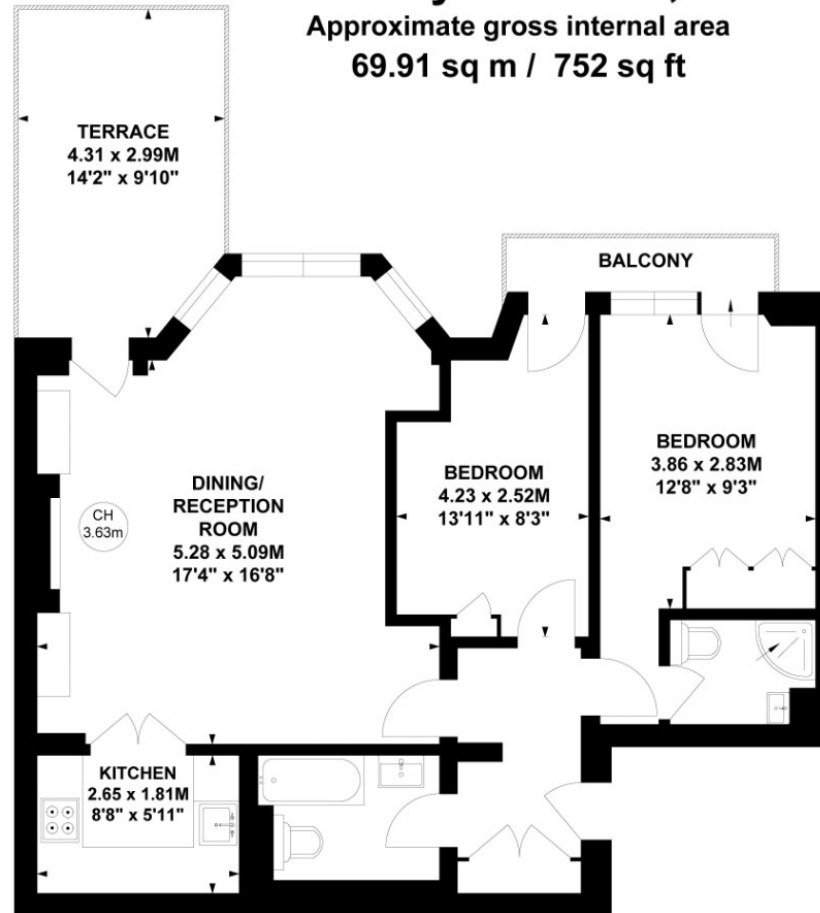 Approximate gross internal area
69.91 sq m / 752 sq ft
TERRACE
4.31 x 2.99M
14'2" x 9'10"
BALCONY
DINING/
RECEPTION
ROOM
5.28 x 5.09M
17'4" x 16'8"
CH
3.63m
BEDROOM
4.23 x 2.52M
13'11" x 8'3"
BEDROOM
3.86 x 2.83M
12'8" x 9'3"
KITCHEN
2.65 x 1.81M
8'8" x 5'11"